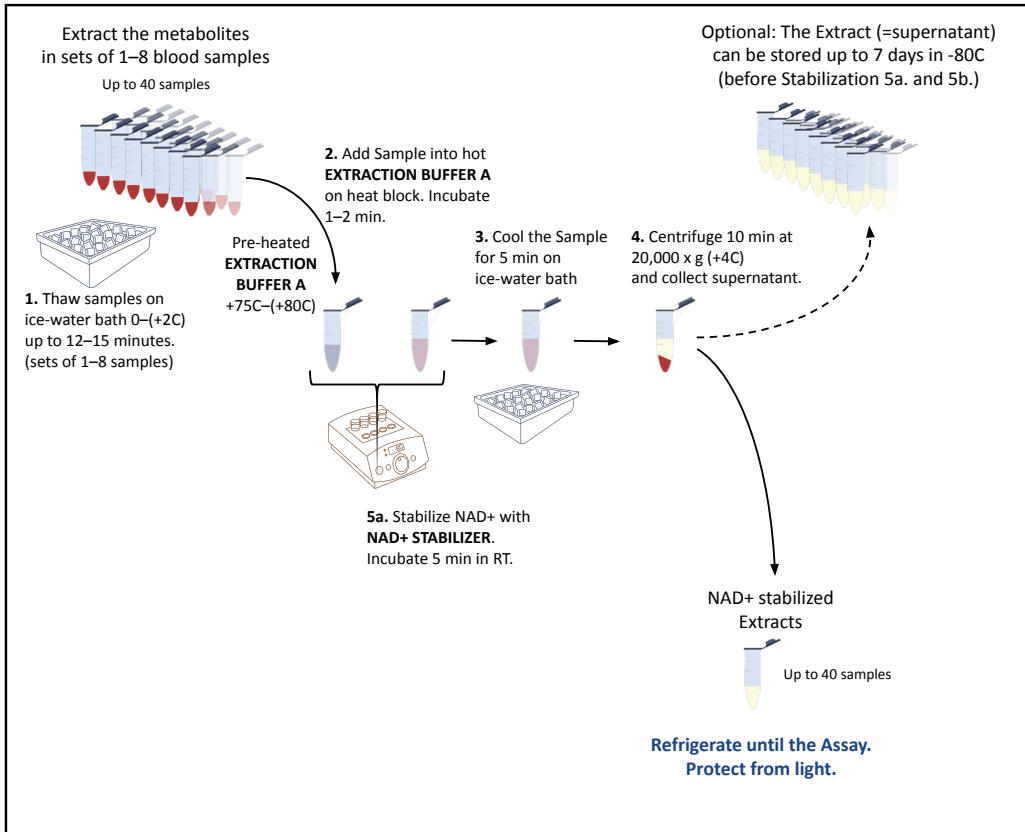 Extract the metabolites
in sets of 1–8 blood samples
Up to 40 samples
1. Thaw samples on
ice-water bath 0–(+2C)
up to 12–15 minutes.
(sets of 1–8 samples)
2. Add Sample into hot
EXTRACTION BUFFER A
on heat block. Incubate
1–2 min.
Pre-heated
EXTRACTION
BUFFER A
+75C–(+80C)
3. Cool the Sample
for 5 min on
ice-water bath
4. Centrifuge 10 min at
20,000 x g (+4C)
and collect supernatant.
Optional: The Extract (=supernatant)
can be stored up to 7 days in -80C
(before Stabilization 5a. and 5b.)
5a. Stabilize NAD+ with
NAD+ STABILIZER.
Incubate 5 min in RT.
NAD+ stabilized
Extracts
Up to 40 samples
Refrigerate until the Assay.
Protect from light.